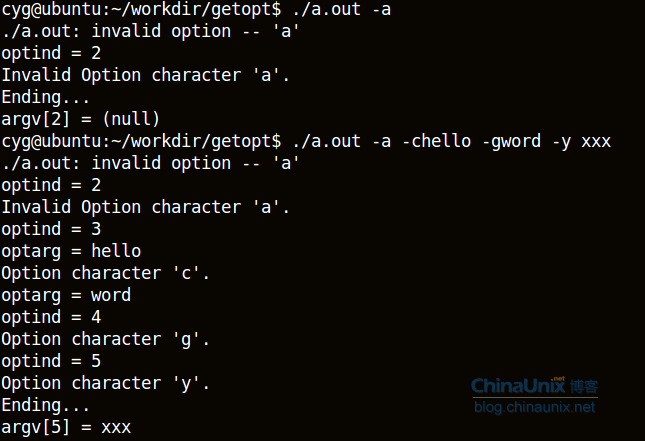 cyg@ubuntu:~/workdir/getopt$ ./a.out -a
./a.out: invalid option -- 'a'
optind = 2
Invalid Option character 'a'.
Ending...
argv[2] = (null)
cyg@ubuntu:~/workdir/getopt$ ./a.out -a -chello -gword -y xxx
./a.out: invalid option -- 'a'
optind = 2
Invalid Option character 'a'.
optind = 3
optarg = hello
Option character 'c'.
optarg = word
optind = 4
Option character 'g'.
optind = 5
Option character 'y'.
Ending...
argv[5] = xxx
ChinaUnix.net 博客
blog.chinaunix.net